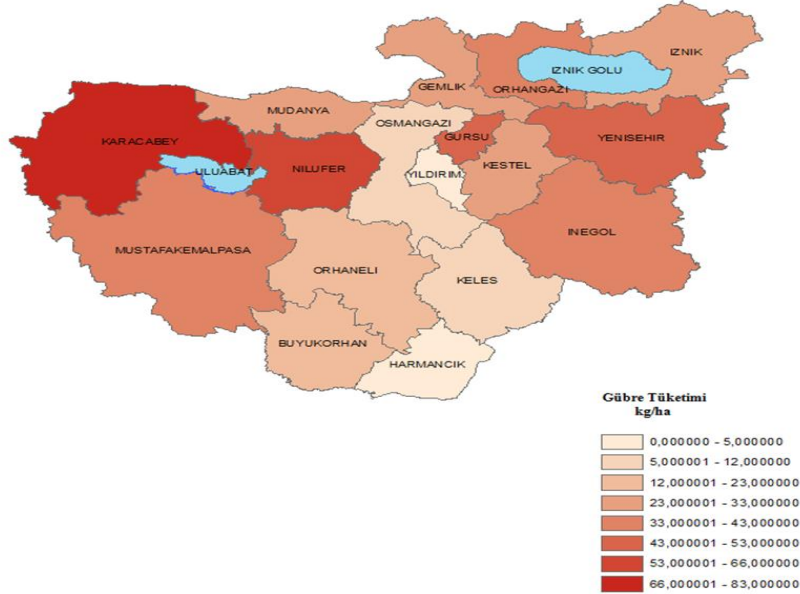 IZNIK
IZNIK GOLU
GEMLIK
ORHANGAZI
MUDANYA
OSMANGAZI
KARACABEY
GURSU
YENISEHIR
NILUFER
ULUABAT
YILDIRIM
KESTEL
INEGOL
MUSTAFAKEMALPASA
ORHANELI
KELES
BUYUKORHAN
HARMANCIK
Gübre Tüketimi
kg/ha
0,000000 - 5,000000
5,000001 - 12,000000
12,000001 - 23,000000
23,000001 - 33,000000
33,000001 - 43,000000
43,000001 - 53,000000
53,000001 - 66,000000
66,000001 - 83,000000